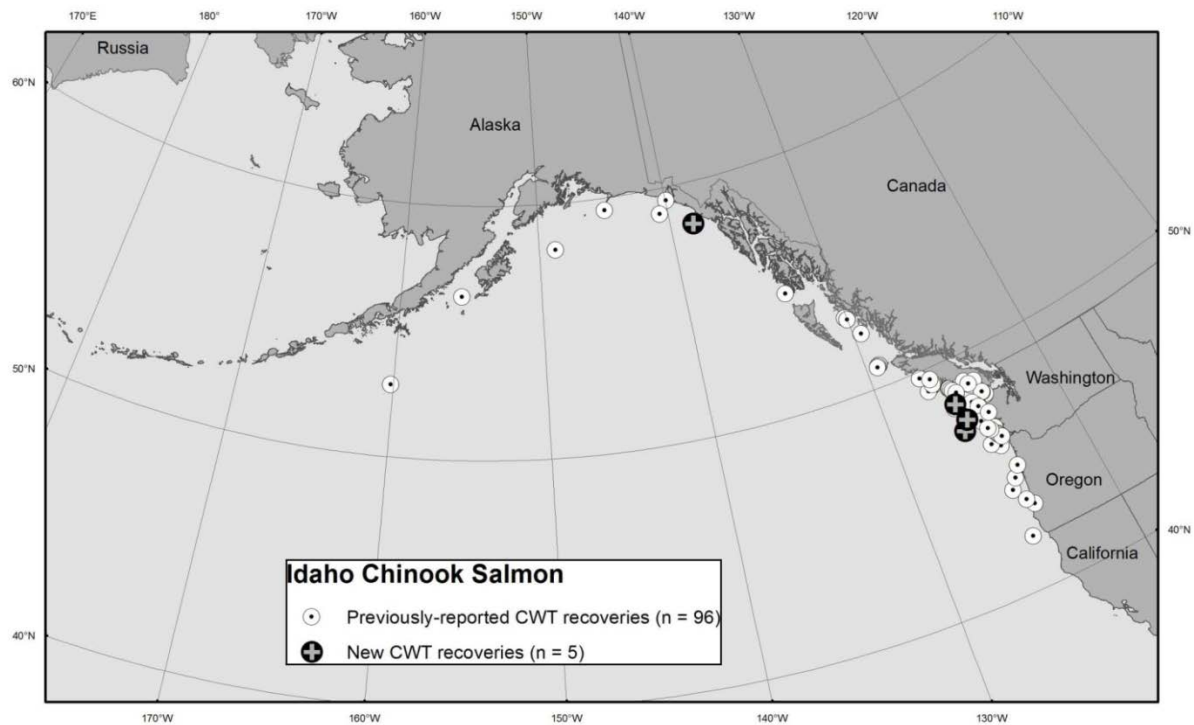 170°E 180° 170°W 160°W 150°W 140°W 130°W 120°W 110°W
Russia
60°N
Alaska
Canada
50°N
50°N
Washington
Oregon
40°N
California
Idaho Chinook Salmon
Previously-reported CWT recoveries (n = 96)
40°N
New CWT recoveries (n = 5)
170°W 160°W 150°W 140°W 130°W